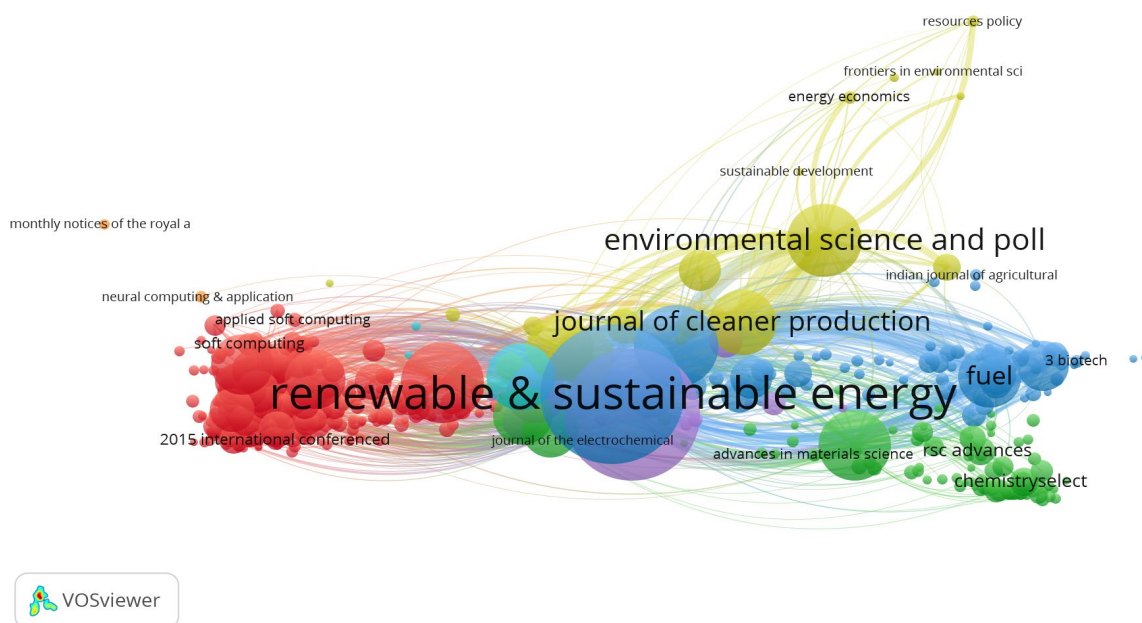 resources policy
frontiers in environmental sci
energy economics
sustainable development
monthly notices of the royal a
environmental science and poll
indian journal of agricultural
neural computing & application
applied soft computing
journal of cleaner production
soft computing
3 biotech
fuel
renewable & sustainable energy
2015 international conferenced
journal of the electrochemical
rsc advances
advances in materials science
chemistryselect
VOSviewer